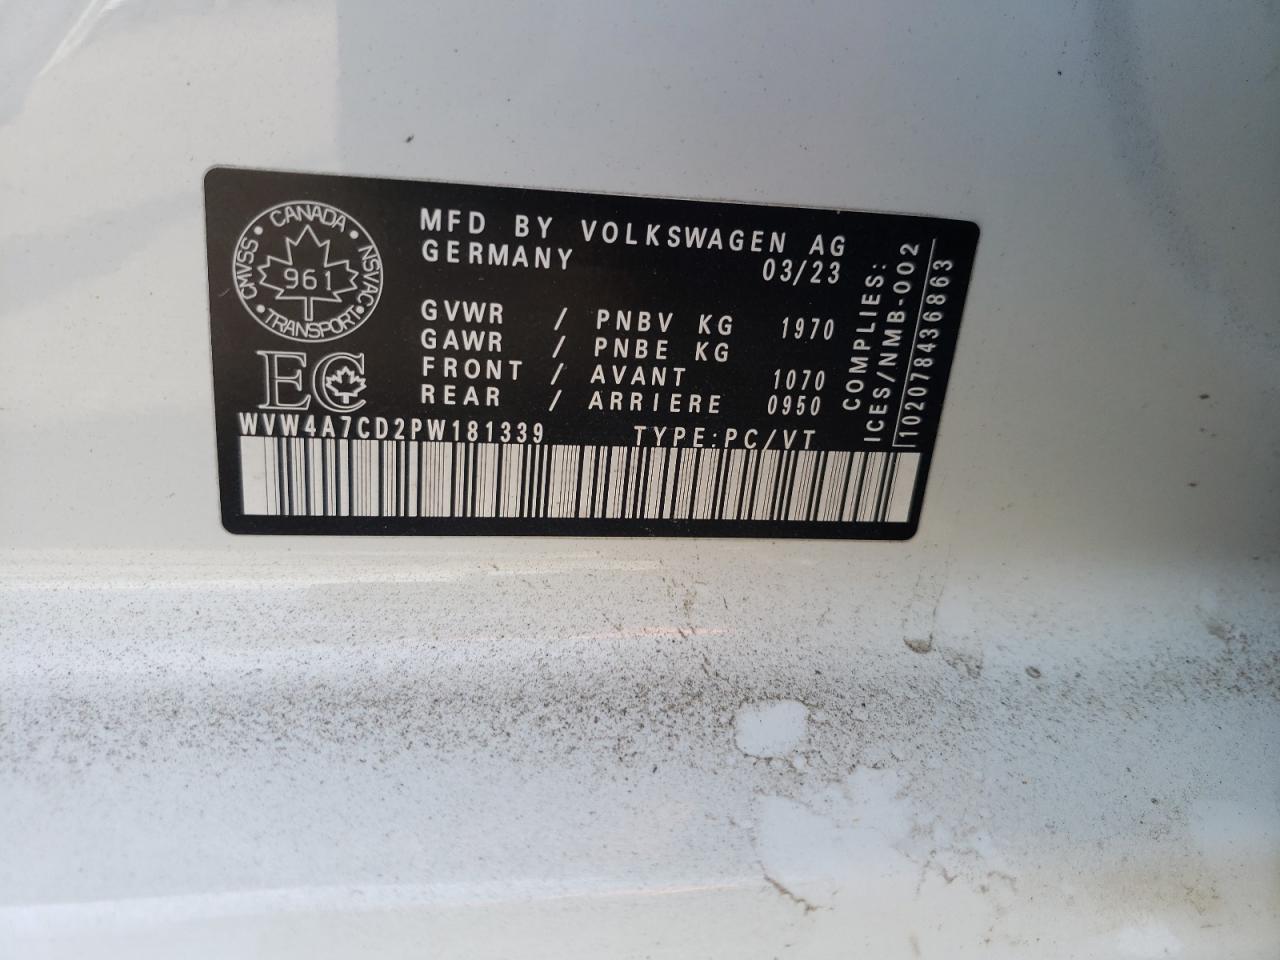 CANADA
CMVSS
NSVAC
961
TRANSPORT
EC
MFD BY VOLKSWAGEN AG
GERMANY 03/23
GVWR / PNBV KG 1970
GAWR / PNBE KG
FRONT / AVANT 1070
REAR / ARRIERE 0950
COMPLIES:
ICES/NMB-002
102078436863
WVW4A7CD2PW181339 TYPE:PC/VT